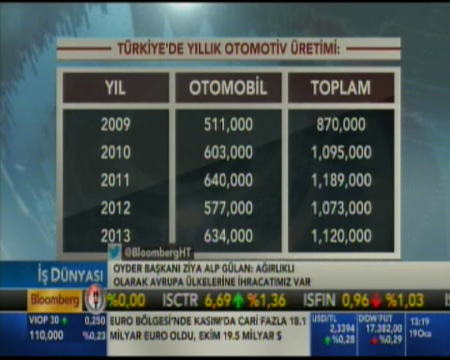 TÜRKİYE'DE YILLIK OTOMOTİV ÜRETİMİ:
YIL OTOMOBİL TOPLAM
2009 511,000 870,000
2010 603,000 1,095,000
2011 640,000 1,189,000
2012 577,000 1,073,000
2013 634,000 1,120,000
@BloombergHT
İŞ DÜNYASI
OYDER BAŞKANI ZİYA ALP GÜLAN: AĞIRLIKLI
OLARAK AVRUPA ÜLKELERİNE İHRACATIMIZ VAR
Bloomberg %0,00 ISCTR 6,69 %1,36 ISFIN 0,96 %1,03
VIOP 30 0,250
110,000 %0,23
EURO BÖLGESİ'NDE KASIM'DA CARİ FAZLA 18.1
MİLYAR EURO OLDU, EKİM 19.5 MİLYAR $
USD/TL 2,3394 %0,28
DOW FUT 17,382,00 %0,29
13:19
19 Oca